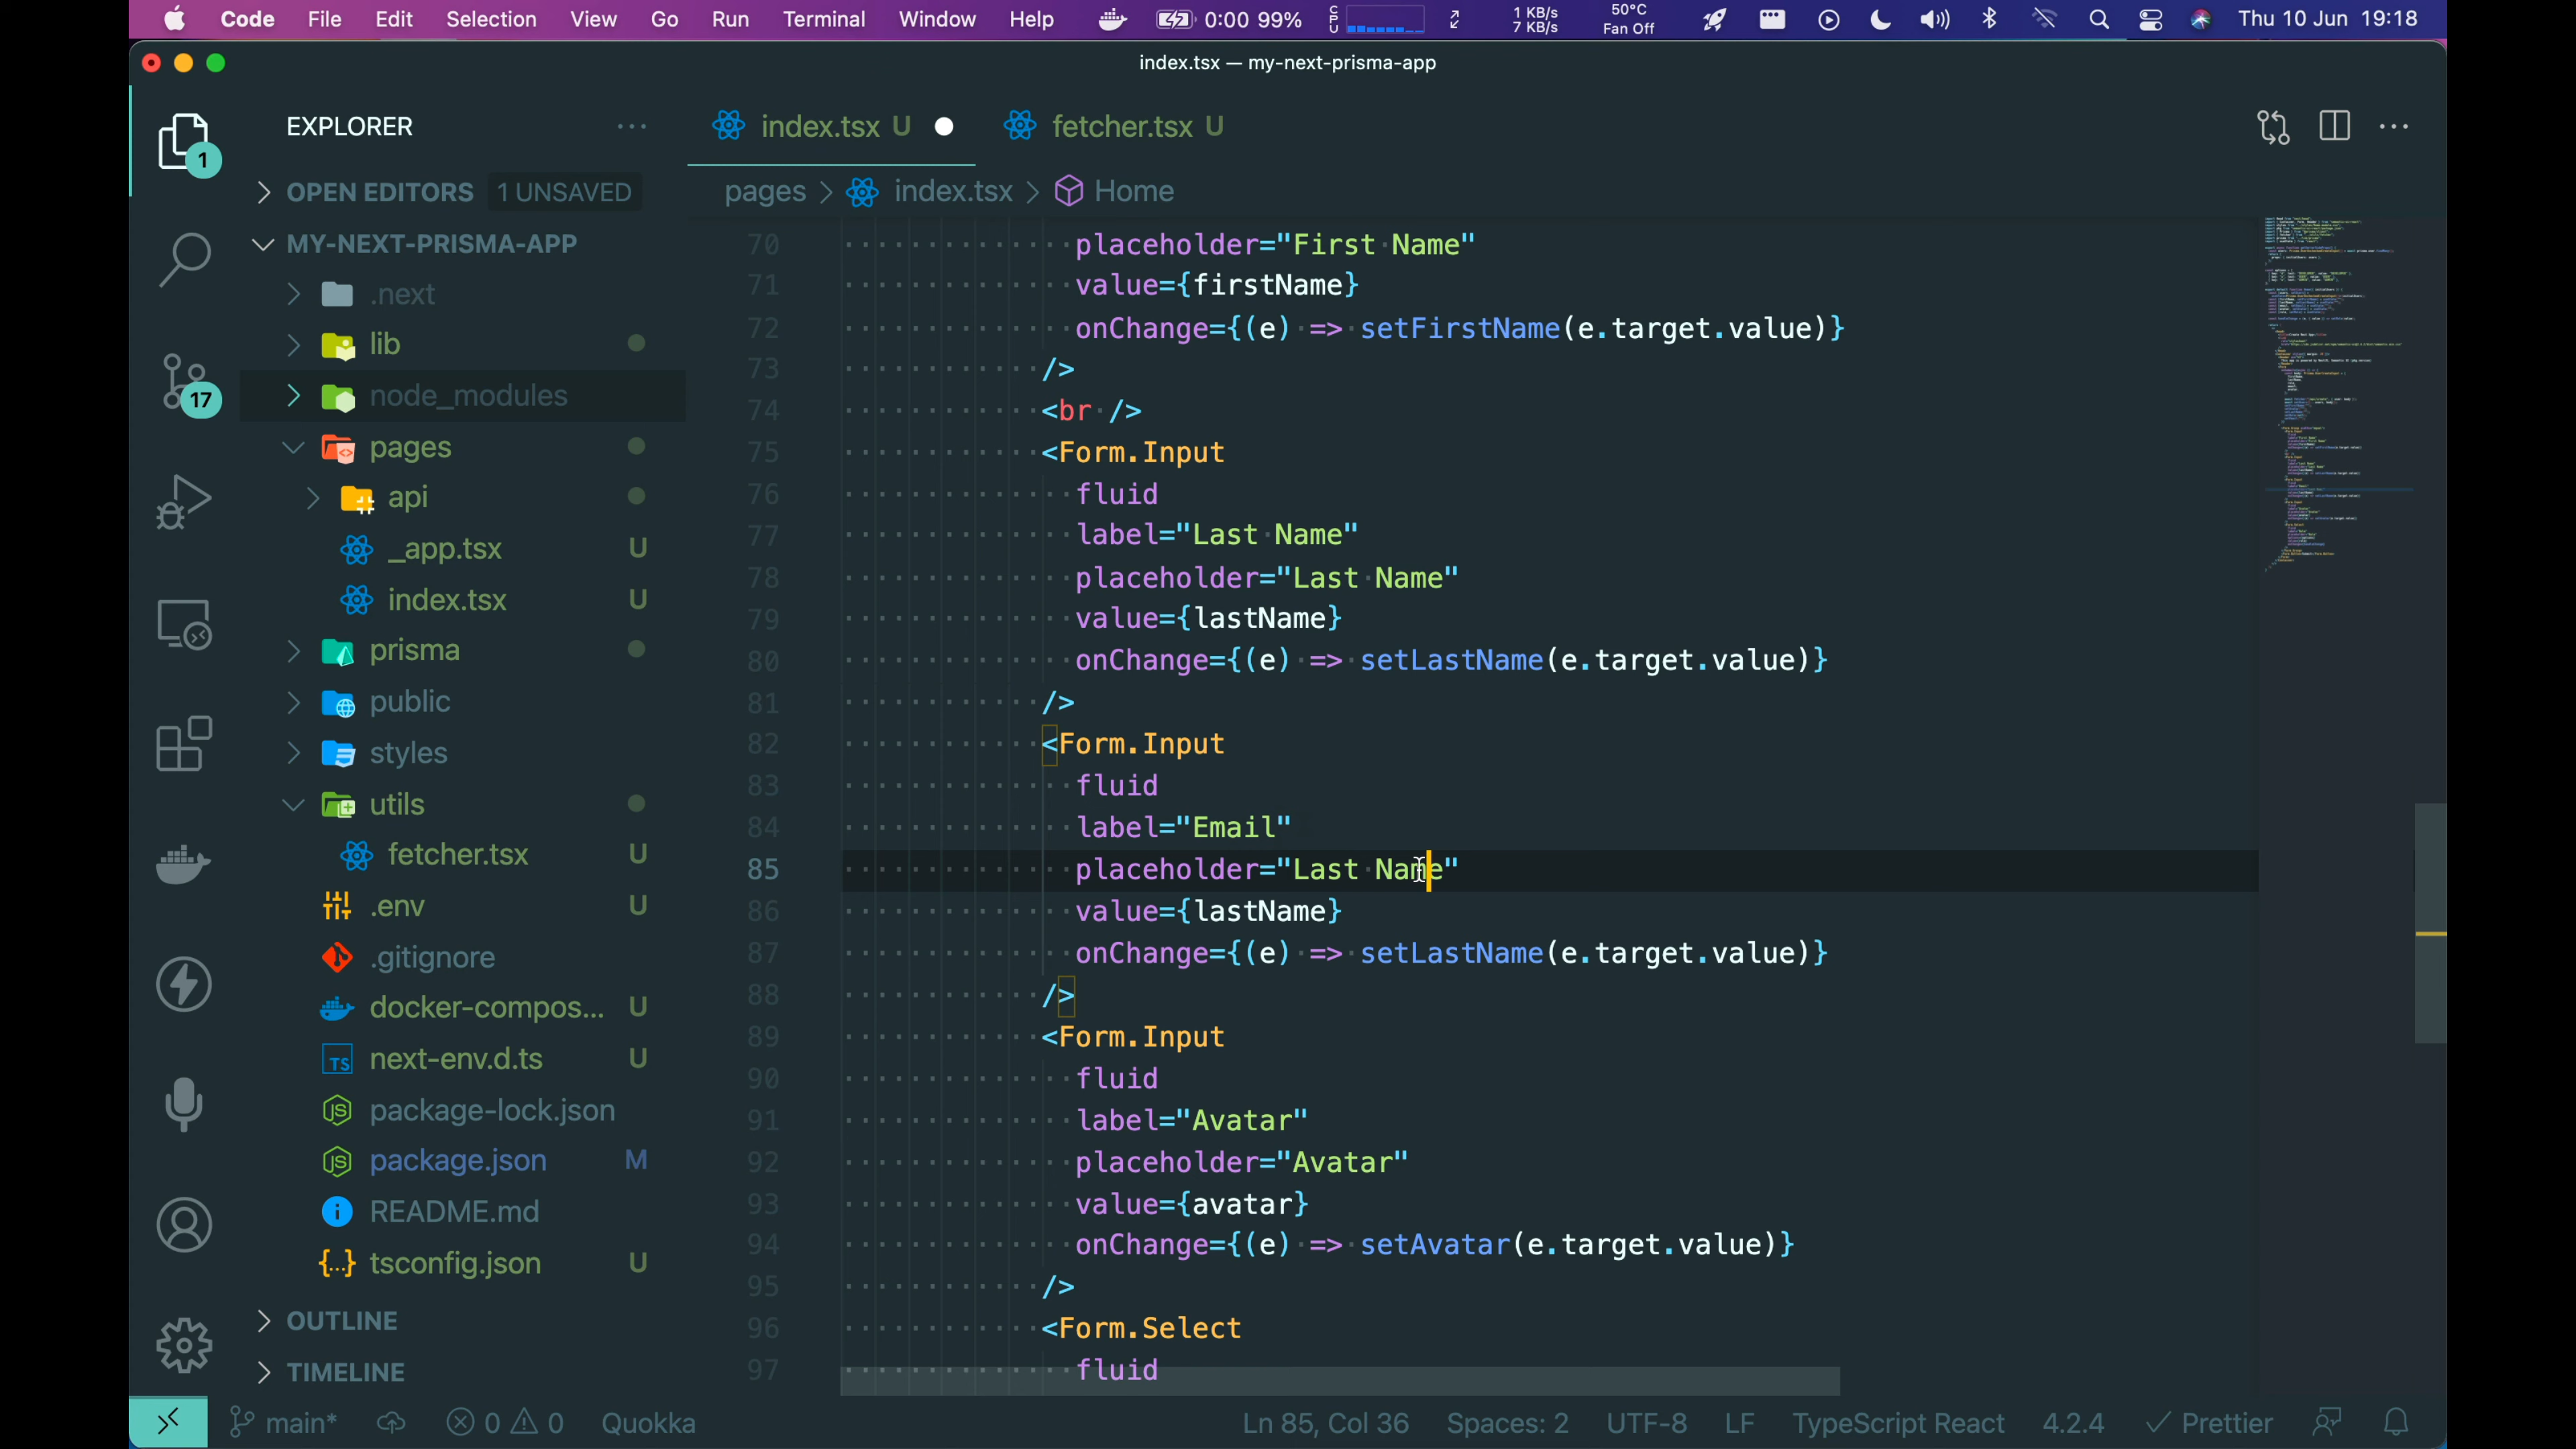 Code File Edit Selection View Go Run Terminal Window Help 0:00 99% CPU 1 KB/s 7 KB/s 50°C Fan Off Thu 10 Jun 19:18
index.tsx — my-next-prisma-app
EXPLORER
index.tsx U
fetcher.tsx U
1
OPEN EDITORS 1 UNSAVED
pages > index.tsx > Home
MY-NEXT-PRISMA-APP
.next
lib
node_modules
17
pages
api
_app.tsx U
index.tsx U
prisma
public
styles
utils
fetcher.tsx U
.env U
.gitignore
docker-compos... U
next-env.d.ts U
package-lock.json
package.json M
README.md
tsconfig.json U
OUTLINE
TIMELINE
70 placeholder="First Name"
71 value={firstName}
72 onChange={(e) => setFirstName(e.target.value)}
73 />
74 <br />
75 <Form.Input
76 fluid
77 label="Last Name"
78 placeholder="Last Name"
79 value={lastName}
80 onChange={(e) => setLastName(e.target.value)}
81 />
82 <Form.Input
83 fluid
84 label="Email"
85 placeholder="Last Name"
86 value={lastName}
87 onChange={(e) => setLastName(e.target.value)}
88 />
89 <Form.Input
90 fluid
91 label="Avatar"
92 placeholder="Avatar"
93 value={avatar}
94 onChange={(e) => setAvatar(e.target.value)}
95 />
96 <Form.Select
97 fluid
main* 0 0 Quokka Ln 85, Col 36 Spaces: 2 UTF-8 LF TypeScript React 4.2.4 Prettier